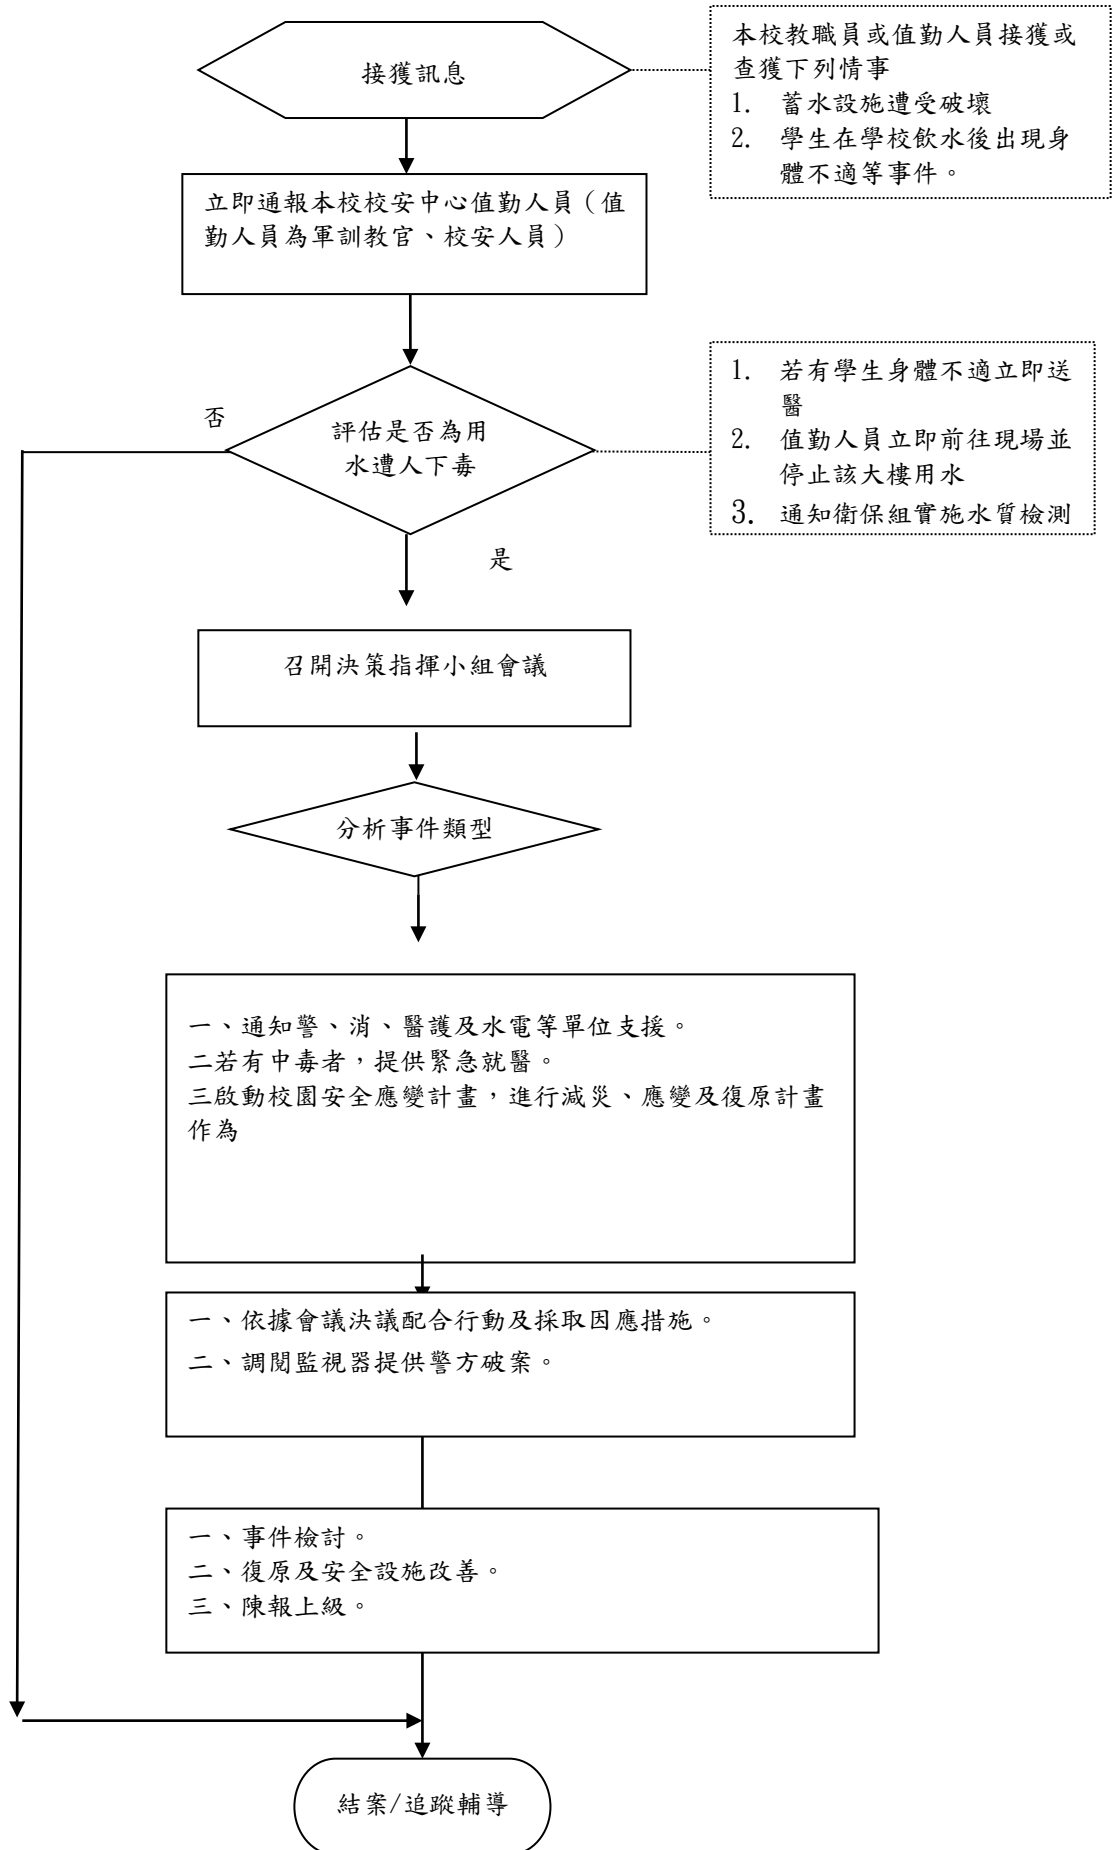 接獲訊息
本校教職員或值勤人員接獲或
查獲下列情事
1. 蓄水設施遭受破壞
2. 學生在學校飲水後出現身
體不適等事件。
立即通報本校校安中心值勤人員（值
勤人員為軍訓教官、校安人員）
否
評估是否為用
水遭人下毒
1. 若有學生身體不適立即送
醫
2. 值勤人員立即前往現場並
停止該大樓用水
3. 通知衛保組實施水質檢測
是
召開決策指揮小組會議
分析事件類型
一、通知警、消、醫護及水電等單位支援。
二若有中毒者，提供緊急就醫。
三啟動校園安全應變計畫，進行減災、應變及復原計畫
作為
一、依據會議決議配合行動及採取因應措施。
二、調閱監視器提供警方破案。
一、事件檢討。
二、復原及安全設施改善。
三、陳報上級。
結案/追蹤輔導